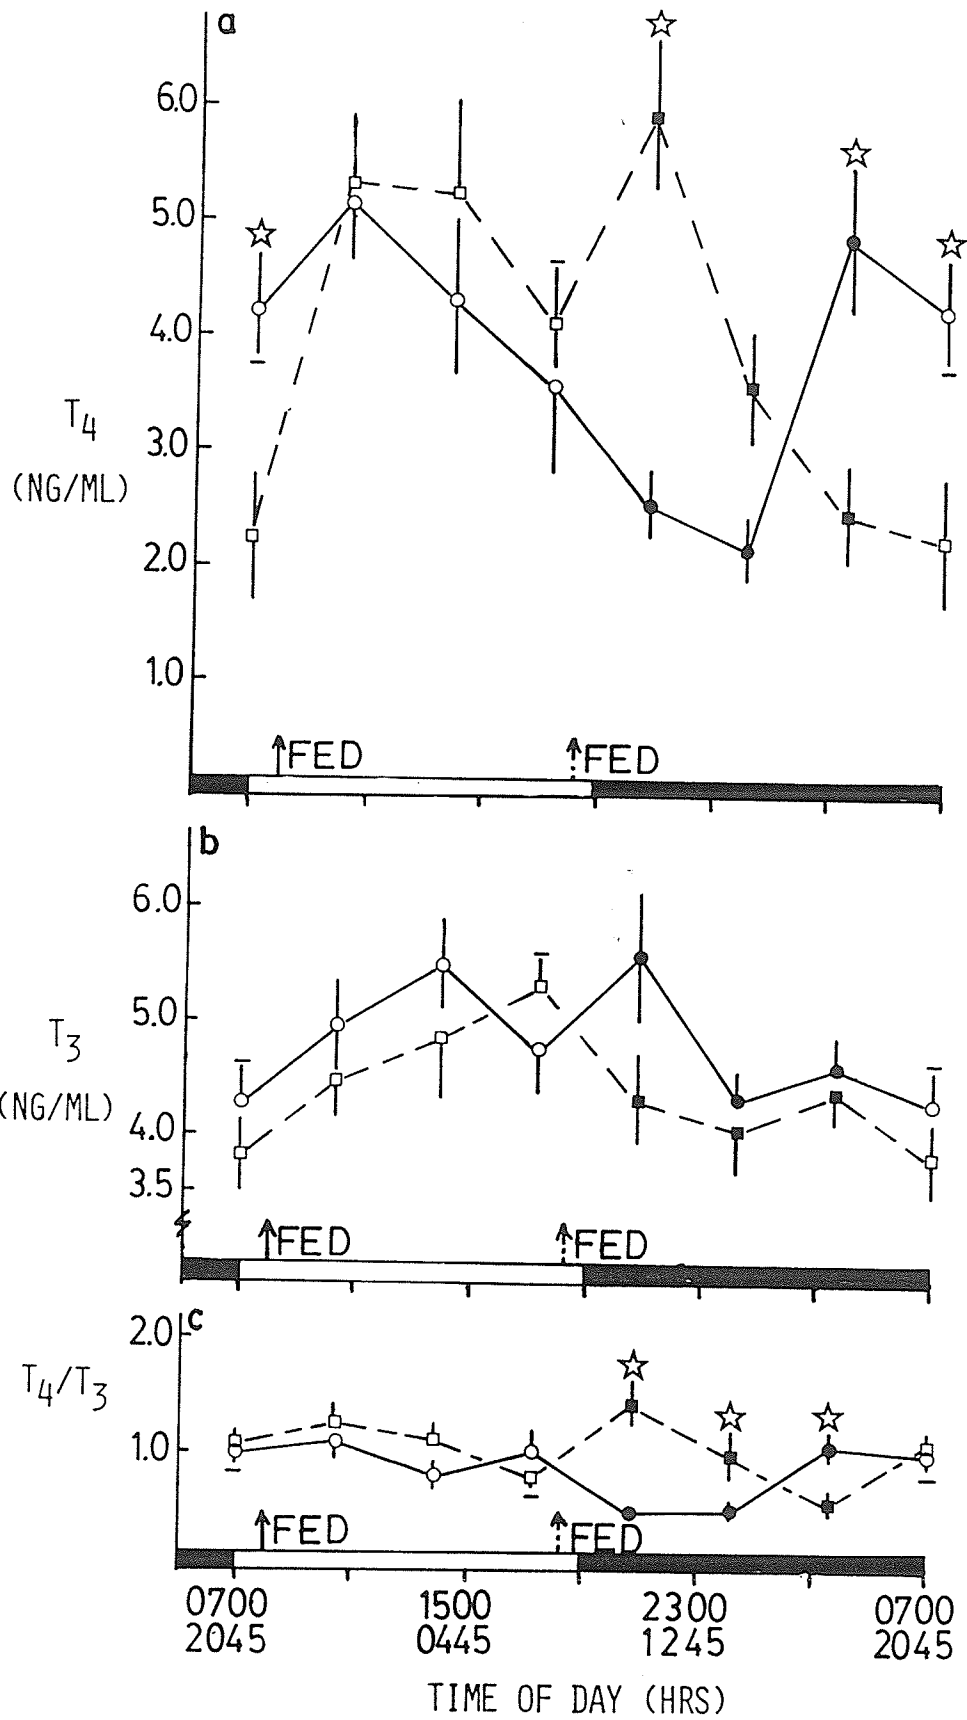 a
6.0
5.0
4.0
3.0
2.0
1.0
T4
(NG/ML)
FED
FED
b
6.0
5.0
4.0
3.5
T3
(NG/ML)
FED
FED
c
2.0
1.0
T4/T3
FED
FED
0700 1500 2300 0700
2045 0445 1245 2045
TIME OF DAY (HRS)